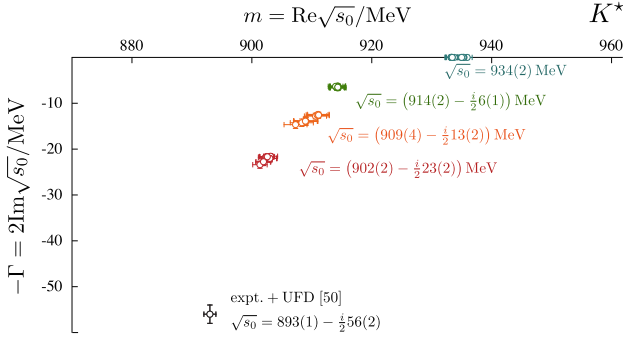 m = Re√s₀/MeV
K⋆
880 900 920 940 960
√s₀ = 934(2) MeV
-10
√s₀ = (914(2) − i/2 6(1)) MeV
√s₀ = (909(4) − i/2 13(2)) MeV
-20
√s₀ = (902(2) − i/2 23(2)) MeV
-30
-40
-50
−Γ = 2Im√s₀/MeV
expt. + UFD [50]
√s₀ = 893(1) − i/2 56(2)